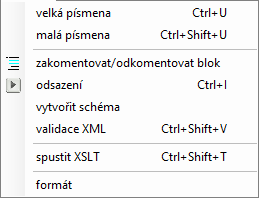 velká písmena Ctrl+U
malá písmena Ctrl+Shift+U
zakomentovat/odkomentovat blok
odsazení Ctrl+I
vytvořit schéma
validace XML Ctrl+Shift+V
spustit XSLT Ctrl+Shift+T
formát